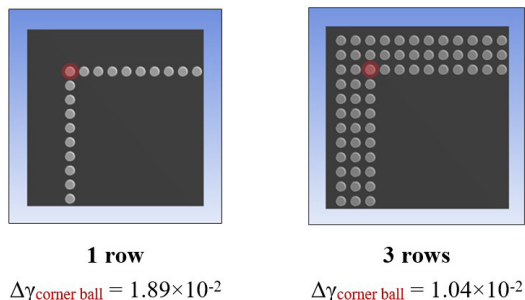 1 row
3 rows
Δγcorner ball = 1.89×10-2
Δγcorner ball = 1.04×10-2